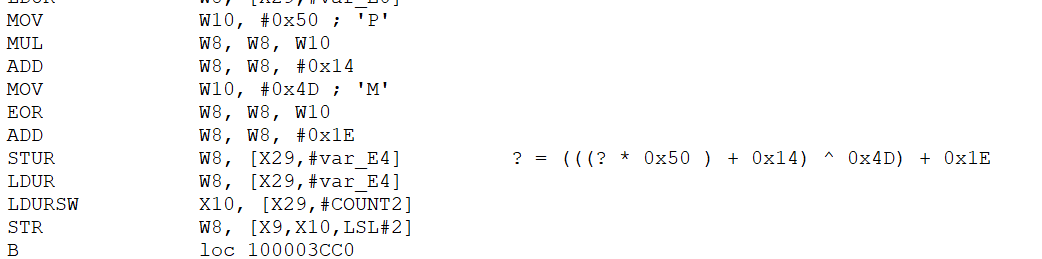 MOV W10, #0x50 ; 'P'
MUL W8, W8, W10
ADD W8, W8, #0x14
MOV W10, #0x4D ; 'M'
EOR W8, W8, W10
ADD W8, W8, #0x1E
STUR W8, [X29,#var_E4] ? = (((? * 0x50 ) + 0x14) ^ 0x4D) + 0x1E
LDUR W8, [X29,#var_E4]
LDURSW X10, [X29,#COUNT2]
STR W8, [X9,X10,LSL#2]
B loc_100003CC0